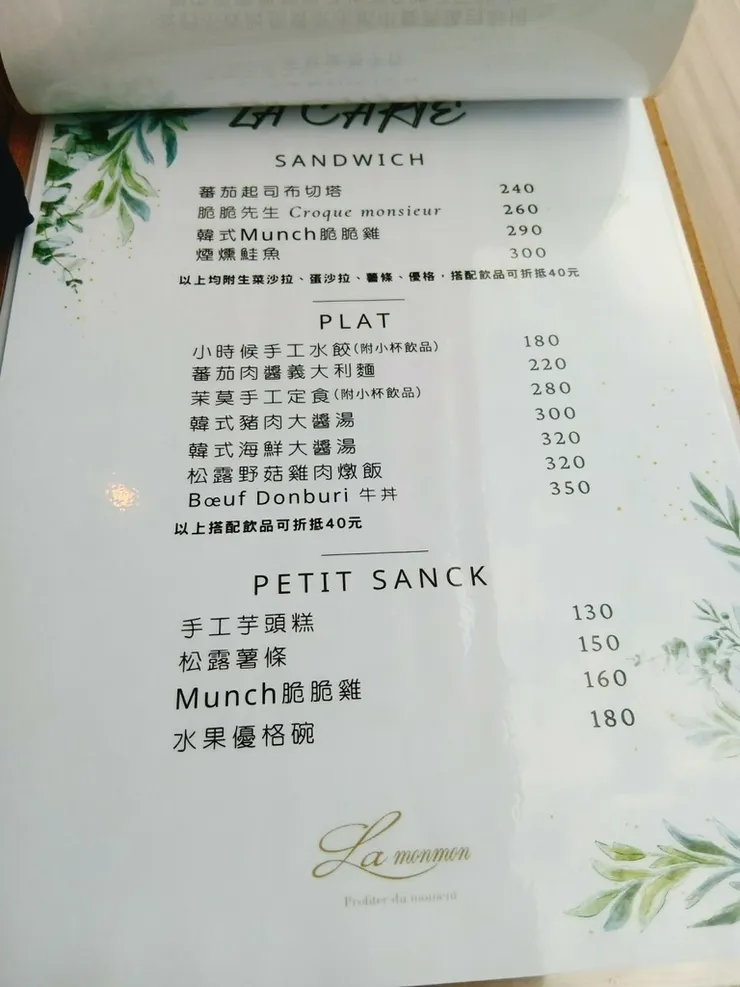 LA CARTE
SANDWICH
蕃茄起司布切塔 240
脆脆先生 Croque monsieur 260
韓式Munch脆脆雞 290
煙燻鮭魚 300
以上均附生菜沙拉、蛋沙拉、薯條、優格，搭配飲品可折抵40元
PLAT
小時候手工水餃(附小杯飲品) 180
蕃茄肉醬義大利麵 220
茉莫手工定食(附小杯飲品) 280
韓式豬肉大醬湯 300
韓式海鮮大醬湯 320
松露野菇雞肉燉飯 320
Bœuf Donburi 牛丼 350
以上搭配飲品可折抵40元
PETIT SANCK
手工芋頭糕 130
松露薯條 150
Munch脆脆雞 160
水果優格碗 180
La monmon
Profiter du moment